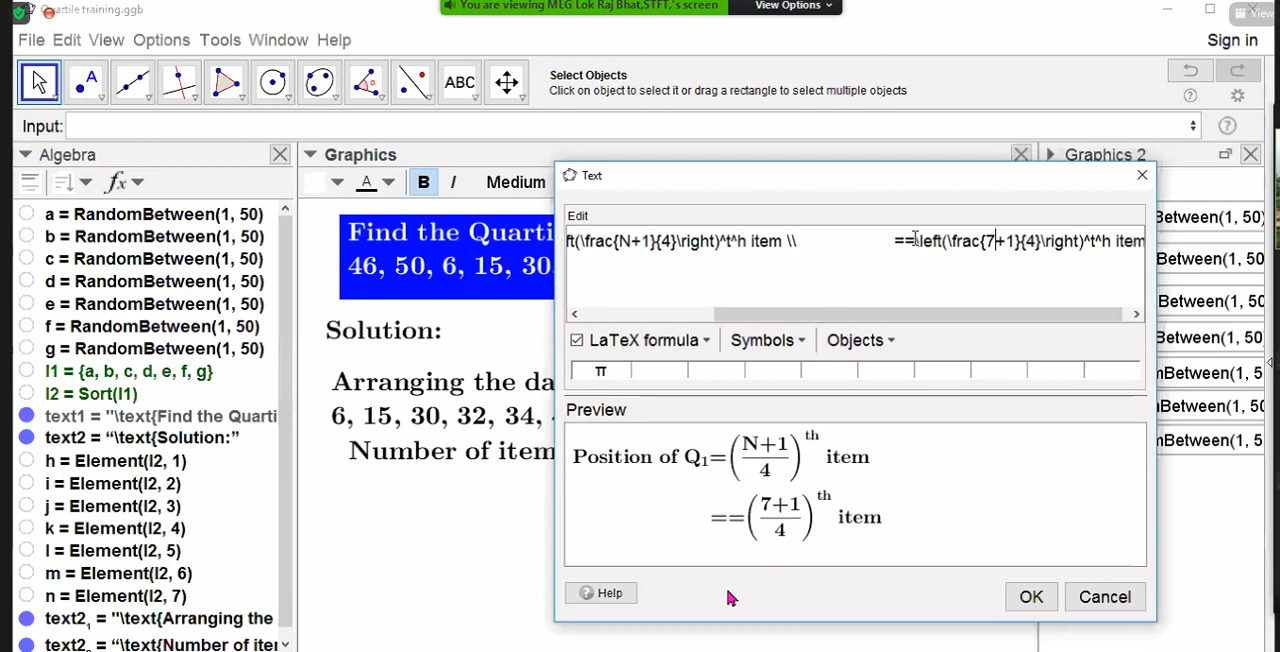 Quartile training.ggb
You are viewing MLG Lok Raj Bhat,STFT,'s screen
View Options
View
File Edit View Options Tools Window Help
Sign in
A
ABC
Select Objects
Click on object to select it or drag a rectangle to select multiple objects
Input:
Algebra
Graphics
Graphics 2
fx
A
B
I
Medium
a = RandomBetween(1, 50)
b = RandomBetween(1, 50)
c = RandomBetween(1, 50)
d = RandomBetween(1, 50)
e = RandomBetween(1, 50)
f = RandomBetween(1, 50)
g = RandomBetween(1, 50)
l1 = {a, b, c, d, e, f, g}
l2 = Sort(l1)
text1 = "\text{Find the Quarti
text2 = “\text{Solution:”
h = Element(l2, 1)
i = Element(l2, 2)
j = Element(l2, 3)
k = Element(l2, 4)
l = Element(l2, 5)
m = Element(l2, 6)
n = Element(l2, 7)
text2₁ = "\text{Arranging the
text2 = “\text{Number of iter
Find the Quarti
46, 50, 6, 15, 30
Solution:
Arranging the da
6, 15, 30, 32, 34,
Number of item
Text
Edit
ft(\frac{N+1}{4}\right)^t^h item \\ ==\left(\frac{7+1}{4}\right)^t^h item
LaTeX formula
Symbols
Objects
π
Preview
Position of Q₁=(N+1/4)th item
==(7+1/4)th item
Help
OK
Cancel
Between(1, 50)
Between(1, 50
Between(1, 50)
Between(1, 50)
mBetween(1, 5
mBetween(1, 5
mBetween(1, 5